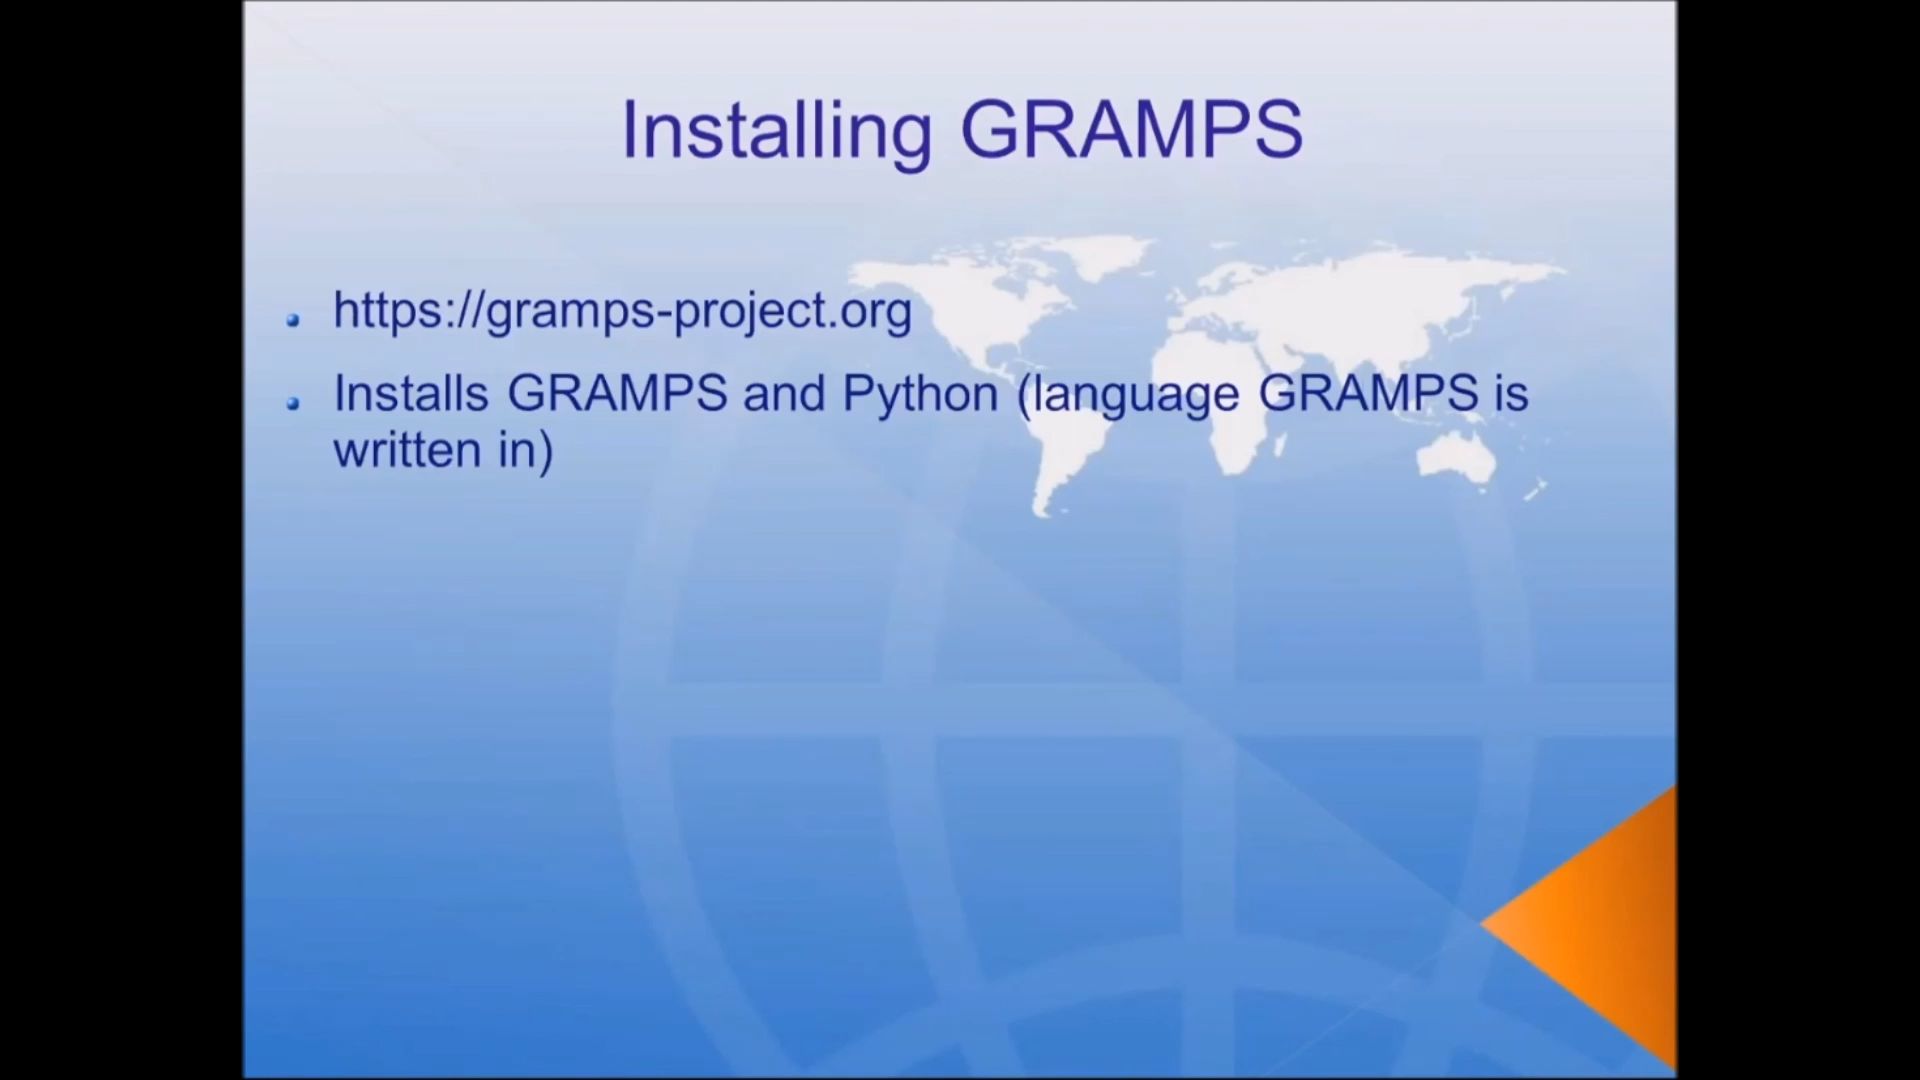 Installing GRAMPS
https://gramps-project.org
Installs GRAMPS and Python (language GRAMPS is
written in)